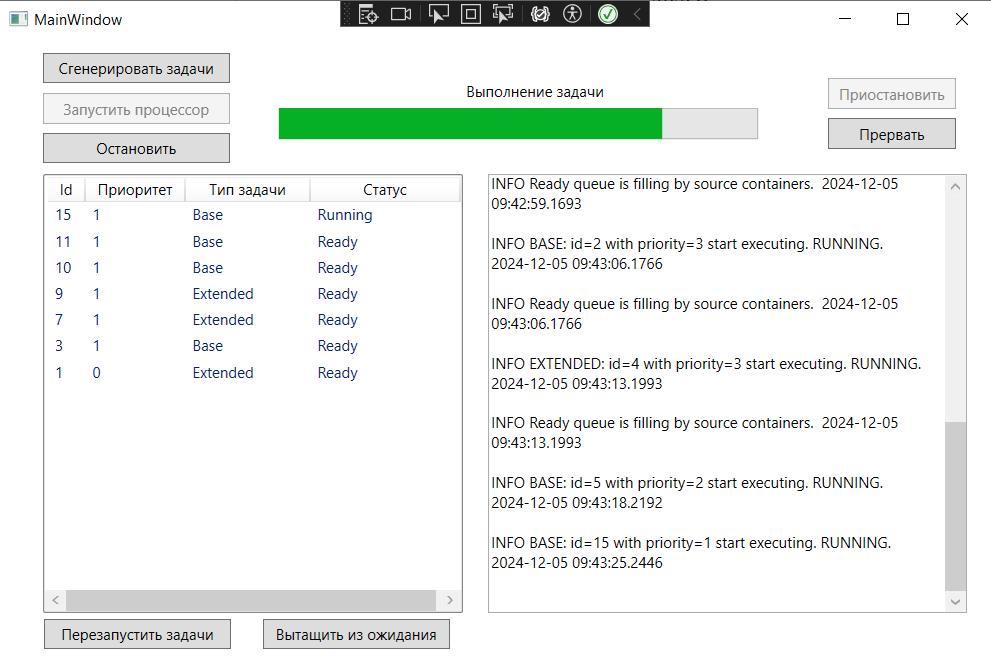 MainWindow
Сгенерировать задачи
Запустить процессор
Остановить
Выполнение задачи
Приостановить
Прервать
Id Приоритет Тип задачи Статус
15 1 Base Running
11 1 Base Ready
10 1 Base Ready
9 1 Extended Ready
7 1 Extended Ready
3 1 Base Ready
1 0 Extended Ready
INFO Ready queue is filling by source containers. 2024-12-05
09:42:59.1693
INFO BASE: id=2 with priority=3 start executing. RUNNING.
2024-12-05 09:43:06.1766
INFO Ready queue is filling by source containers. 2024-12-05
09:43:06.1766
INFO EXTENDED: id=4 with priority=3 start executing. RUNNING.
2024-12-05 09:43:13.1993
INFO Ready queue is filling by source containers. 2024-12-05
09:43:13.1993
INFO BASE: id=5 with priority=2 start executing. RUNNING.
2024-12-05 09:43:18.2192
INFO BASE: id=15 with priority=1 start executing. RUNNING.
2024-12-05 09:43:25.2446
Перезапустить задачи
Вытащить из ожидания